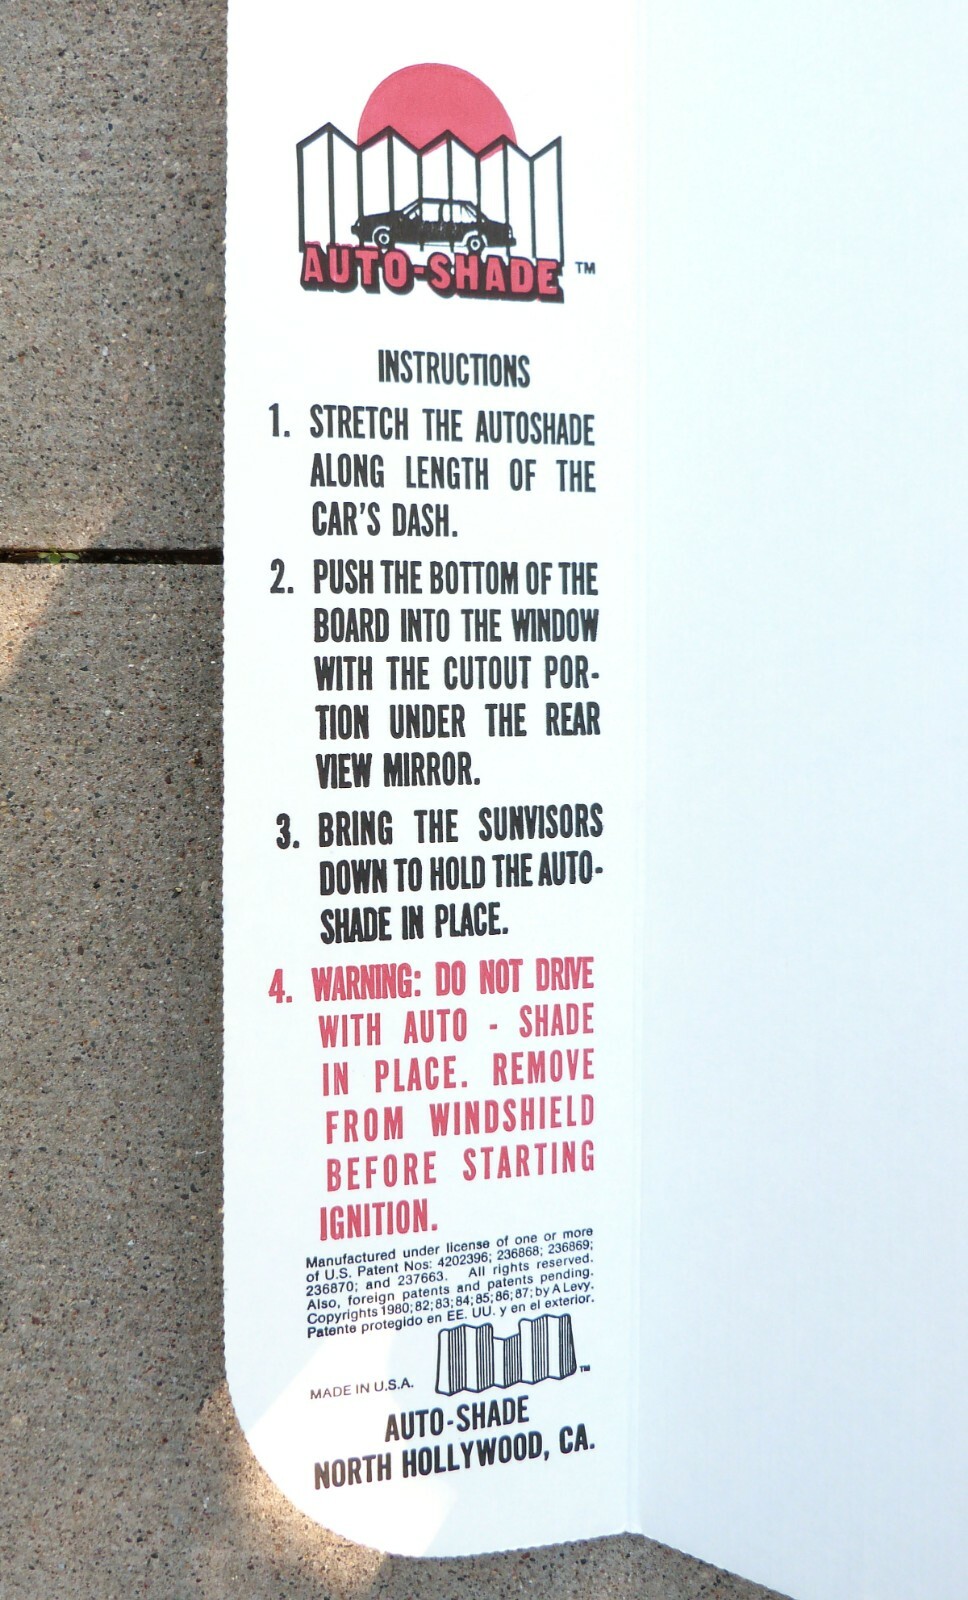 AUTO-SHADE ™
INSTRUCTIONS
1. STRETCH THE AUTOSHADE
ALONG LENGTH OF THE
CAR'S DASH.
2. PUSH THE BOTTOM OF THE
BOARD INTO THE WINDOW
WITH THE CUTOUT POR-
TION UNDER THE REAR
VIEW MIRROR.
3. BRING THE SUNVISORS
DOWN TO HOLD THE AUTO-
SHADE IN PLACE.
4. WARNING: DO NOT DRIVE
WITH AUTO - SHADE
IN PLACE. REMOVE
FROM WINDSHIELD
BEFORE STARTING
IGNITION.
Manufactured under license of one or more
of U.S. Patent Nos: 4202396; 236868; 236869;
236870; and 237663. All rights reserved.
Also, foreign patents and patents pending.
Copyrights 1980; 82; 83; 84; 85; 86; 87; by A Levy.
Patente protegido en EE. UU. y en el exterior.
™
MADE IN U.S.A.
AUTO-SHADE
NORTH HOLLYWOOD, CA.